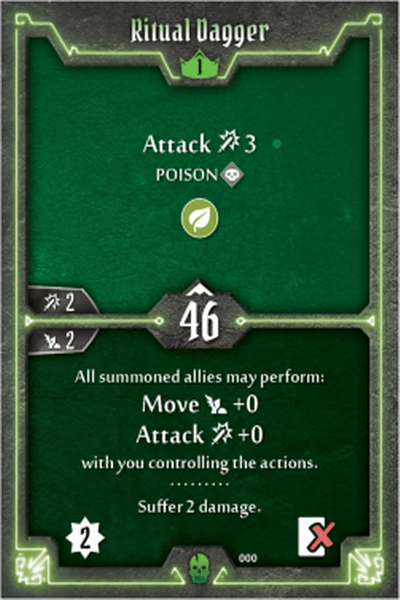 Ritual Dagger
1
Attack 3
POISON
2
46
2
All summoned allies may perform:
Move +0
Attack +0
with you controlling the actions.
Suffer 2 damage.
2
000